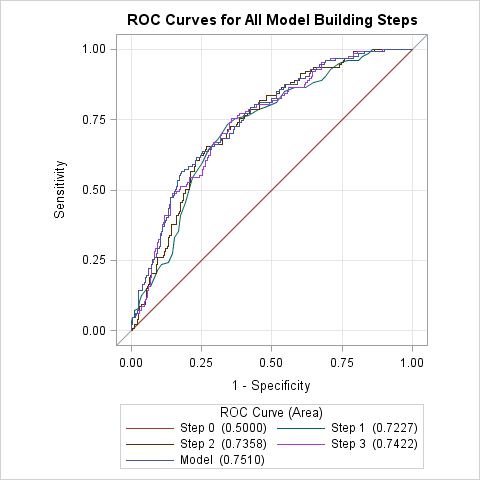 ROC Curves for All Model Building Steps
1.00
0.75
0.50
0.25
0.00
Sensitivity
0.00 0.25 0.50 0.75 1.00
1 - Specificity
ROC Curve (Area)
Step 0 (0.5000) Step 1 (0.7227)
Step 2 (0.7358) Step 3 (0.7422)
Model (0.7510)